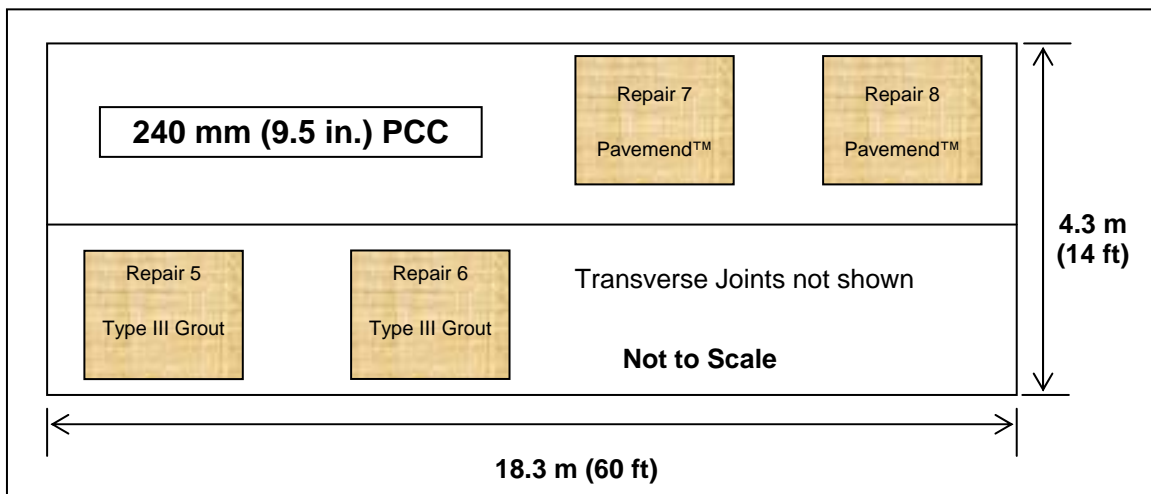 240 mm (9.5 in.) PCC
Repair 7
Pavemend™
Repair 8
Pavemend™
4.3 m
(14 ft)
Repair 5
Type III Grout
Repair 6
Type III Grout
Transverse Joints not shown
Not to Scale
18.3 m (60 ft)